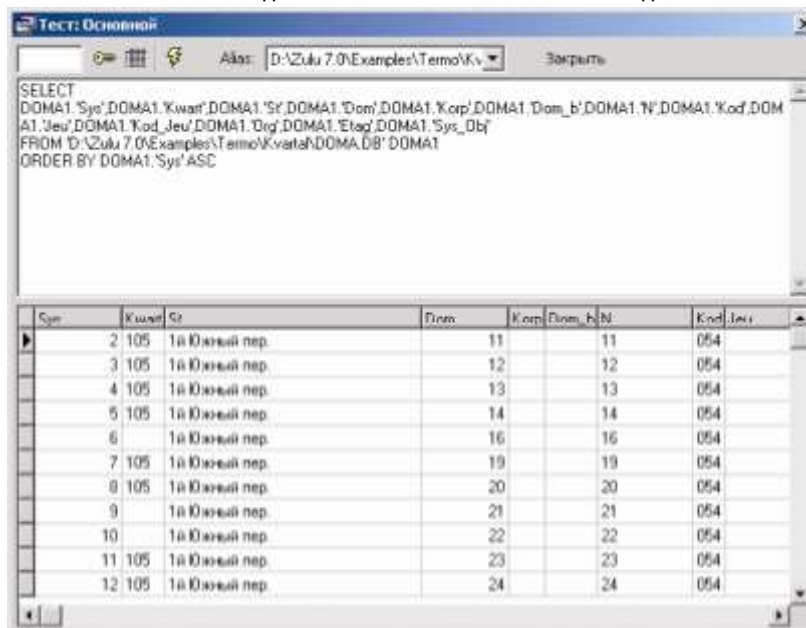 Тест: Основной
Alias: D:\Zulu 7.0\Examples\Termo\Kv Закрыть
SELECT
DOMA1.'Sys',DOMA1.'Kwart',DOMA1.'St',DOMA1.'Dom',DOMA1.'Korp',DOMA1.'Dom_b',DOMA1.'N',DOMA1.'Kod',DOM
A1.'Jeu',DOMA1.'Kod_Jeu',DOMA1.'Org',DOMA1.'Etag',DOMA1.'Sys_Obj'
FROM 'D:\Zulu 7.0\Examples\Termo\Kvartal\DOMA.DB' DOMA1
ORDER BY DOMA1.'Sys' ASC
Sys Kwart St Dom Korp Dom_b N Kod Jeu
2 105 1й Южный пер. 11 11 054
3 105 1й Южный пер. 12 12 054
4 105 1й Южный пер. 13 13 054
5 105 1й Южный пер. 14 14 054
6 1й Южный пер. 16 16 054
7 105 1й Южный пер. 19 19 054
8 105 1й Южный пер. 20 20 054
9 1й Южный пер. 21 21 054
10 1й Южный пер. 22 22 054
11 105 1й Южный пер. 23 23 054
12 105 1й Южный пер. 24 24 054